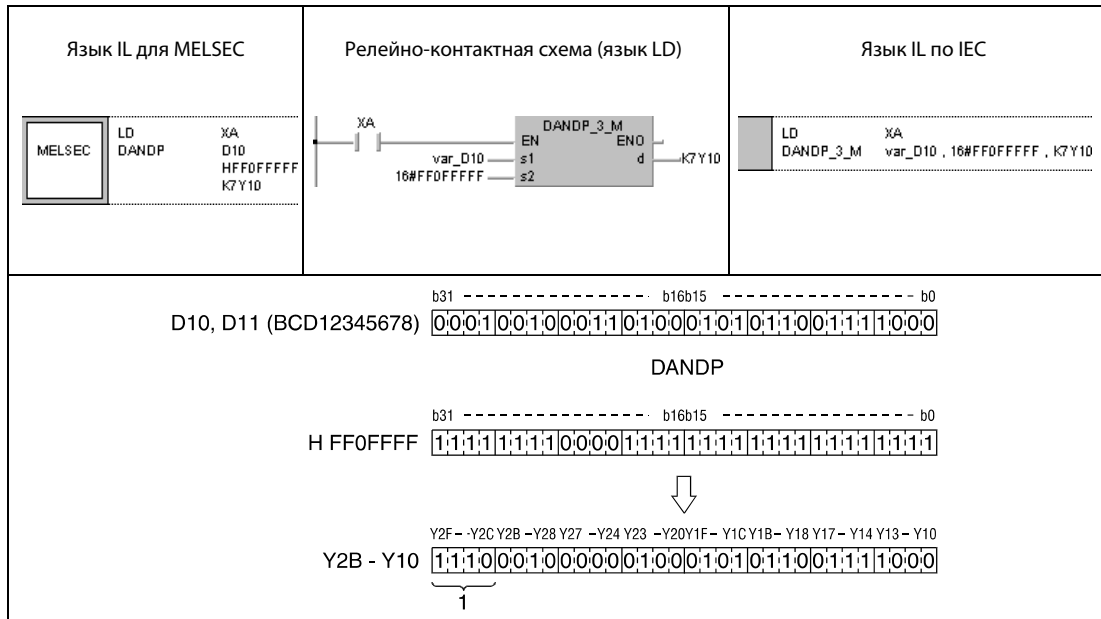 Язык IL для MELSEC
Релейно-контактная схема (язык LD)
Язык IL по IEC
MELSEC
LD XA
DANDP D10
HFF0FFFFF
K7Y10
XA
DANDP_3_M
EN ENO
var_D10 s1 d K7Y10
16#FF0FFFFF s2
LD XA
DANDP_3_M var_D10 , 16#FF0FFFFF , K7Y10
b31 b16b15 b0
D10, D11 (BCD12345678) 00010010001101000101011001111000
DANDP
b31 b16b15 b0
H FF0FFFF 11111111000011111111111111111111
Y2F- -Y2C Y2B -Y28 Y27 -Y24 Y23 -Y20Y1F- Y1CY1B- Y18 Y17- Y14 Y13- Y10
Y2B - Y10 11100010000001000101011001111000
1